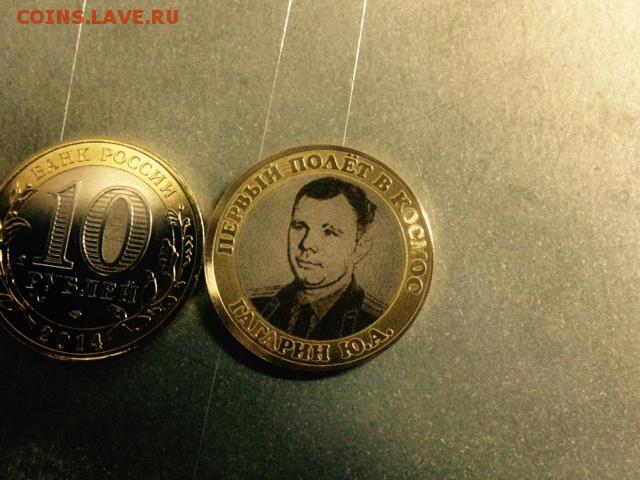 COINS.LAVE.RU
БАНК РОССИИ
10
РУБЛЕЙ
2014
ПЕРВЫЙ ПОЛЁТ В КОСМОС
ГАГАРИН Ю.А.